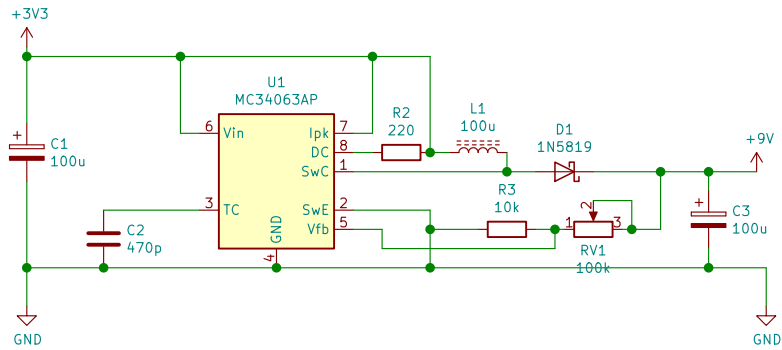 +3V3
U1
MC34063AP
6
Vin
Ipk
7
DC
8
SwC
1
3
TC
SwE
2
Vfb
5
GND
4
C1
100u
C2
470p
R2
220
L1
100u
D1
1N5819
+9V
R3
10k
1
2
3
RV1
100k
C3
100u
GND
GND
+
+